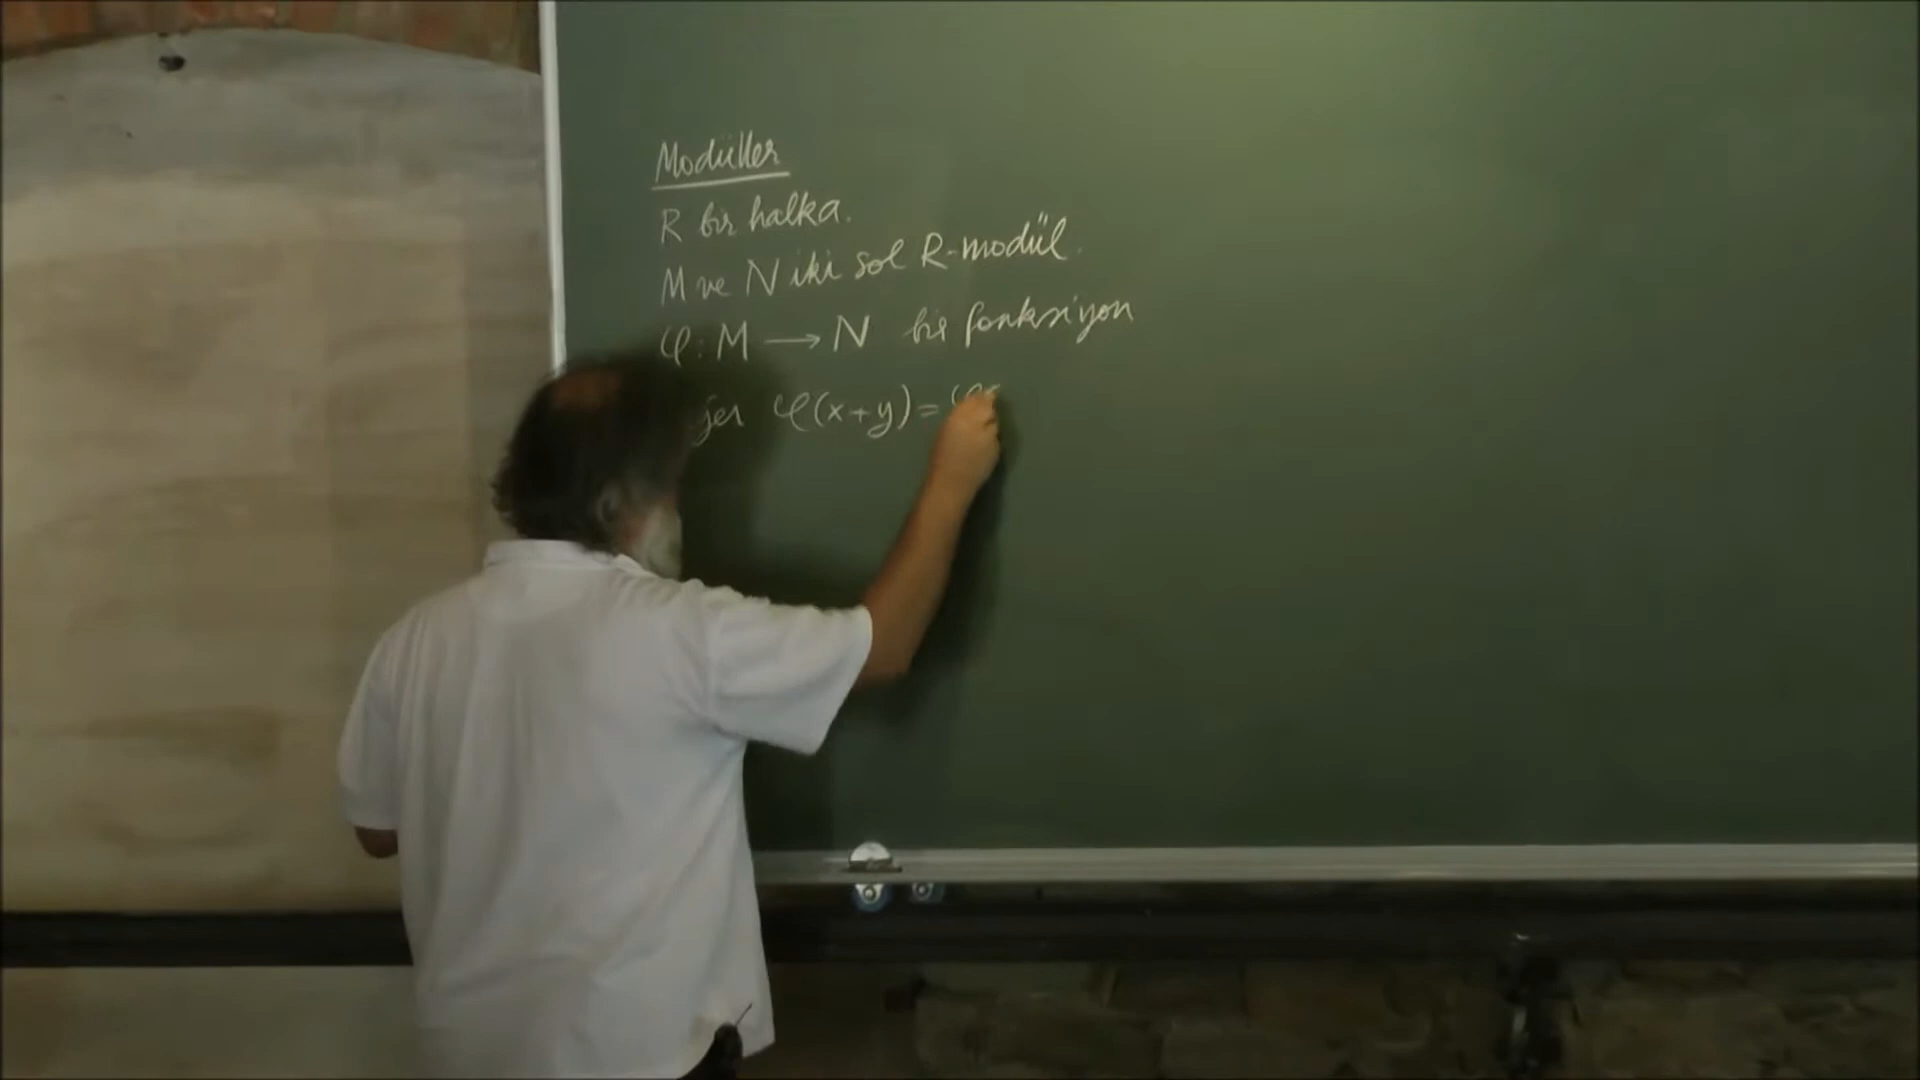 Modüller
R bir halka.
M ve N iki sol R-modül.
φ : M ⟶ N bir fonksiyon
φ(x+y) = φ